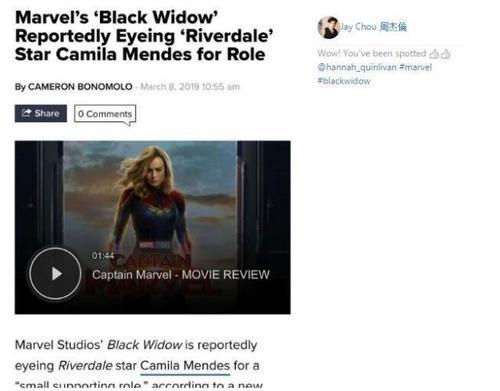 Marvel's 'Black Widow'
Reportedly Eyeing 'Riverdale'
Star Camila Mendes for Role
By CAMERON BONOMOLO - March 8, 2019 10:55 am
Share
0 Comments
01:44
CAPTAIN
MARVEL
Captain Marvel - MOVIE REVIEW
Marvel Studios' Black Widow is reportedly
eyeing Riverdale star Camila Mendes for a
"small supporting role," according to a new
Jay Chou 周杰倫
Wow! You've been spotted 👍🏻👍🏻
@hannah_quinlivan #marvel
#blackwidow